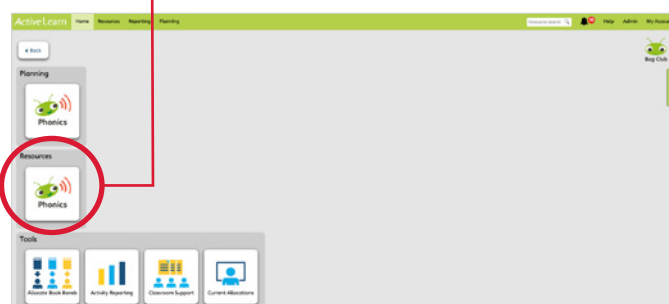 ActiveLearn Home Resources Reporting Planning Help Admin My Account
Back
Bug Club
Planning
Phonics
Resources
Phonics
Tools
Allocate Book Bands Activity Reporting Classroom Support Current Allocations